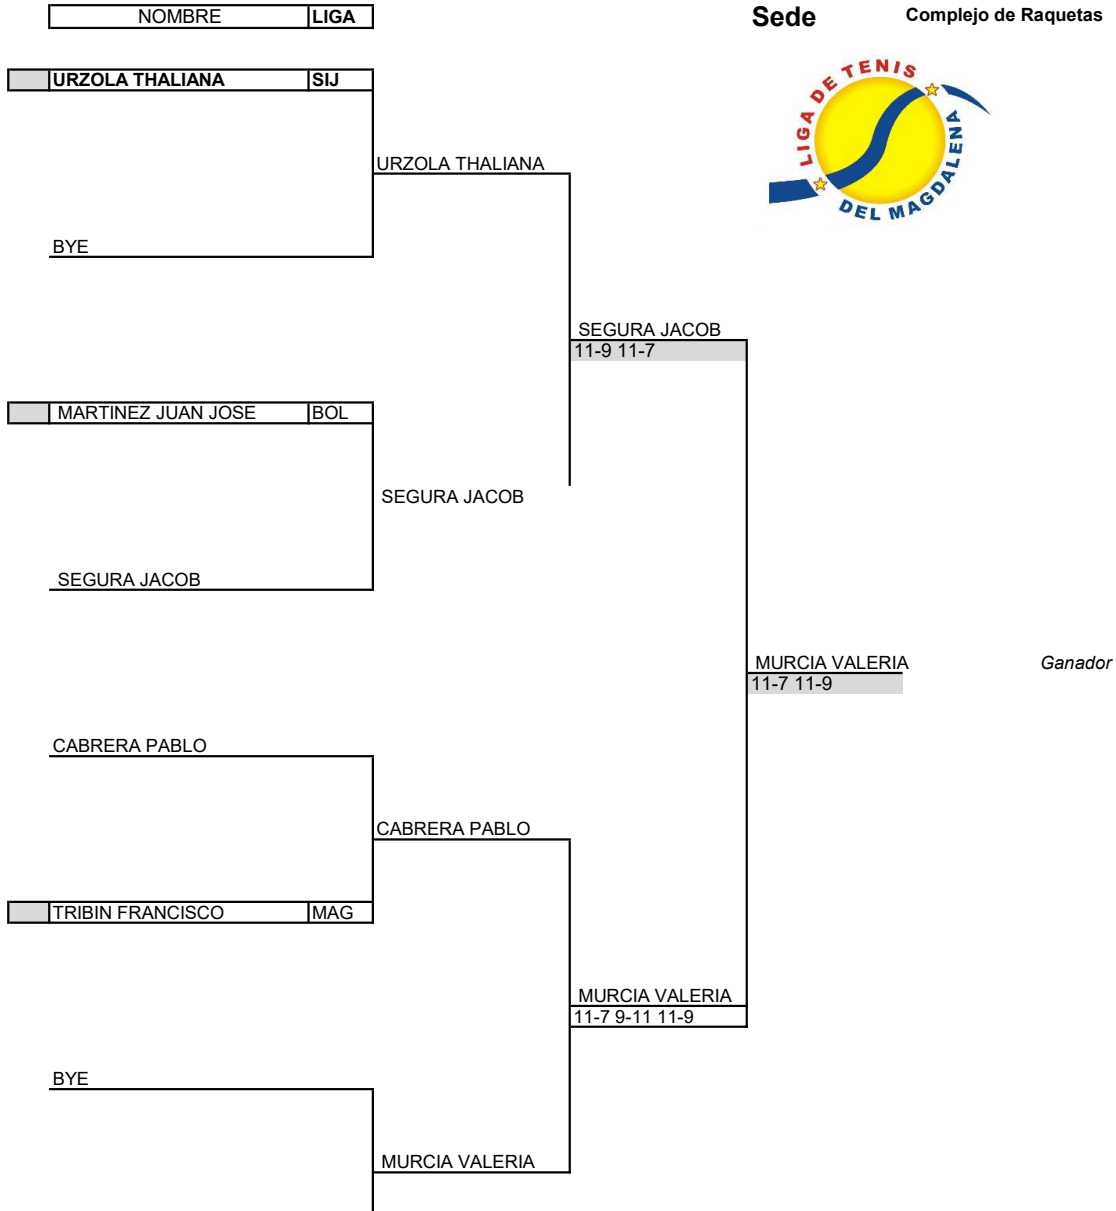 NOMBRE LIGA
Sede Complejo de Raquetas
LIGA DE TENIS
DEL MAGDALENA
URZOLA THALIANA SIJ
URZOLA THALIANA
BYE
SEGURA JACOB
11-9 11-7
MARTINEZ JUAN JOSE BOL
SEGURA JACOB
SEGURA JACOB
MURCIA VALERIA Ganador
11-7 11-9
CABRERA PABLO
CABRERA PABLO
TRIBIN FRANCISCO MAG
MURCIA VALERIA
11-7 9-11 11-9
BYE
MURCIA VALERIA